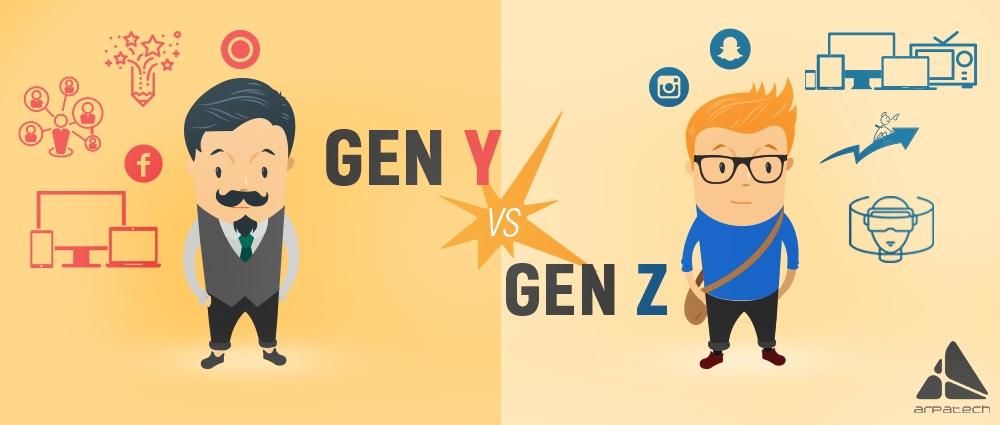 GEN Y
VS
GEN Z
arpatech